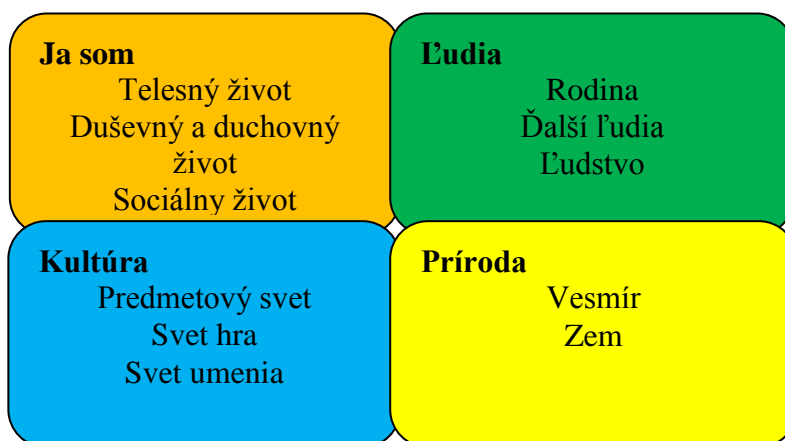 Ja som
Telesný život
Duševný a duchovný
život
Sociálny život
Ľudia
Rodina
Ďalší ľudia
Ľudstvo
Kultúra
Predmetový svet
Svet hra
Svet umenia
Príroda
Vesmír
Zem